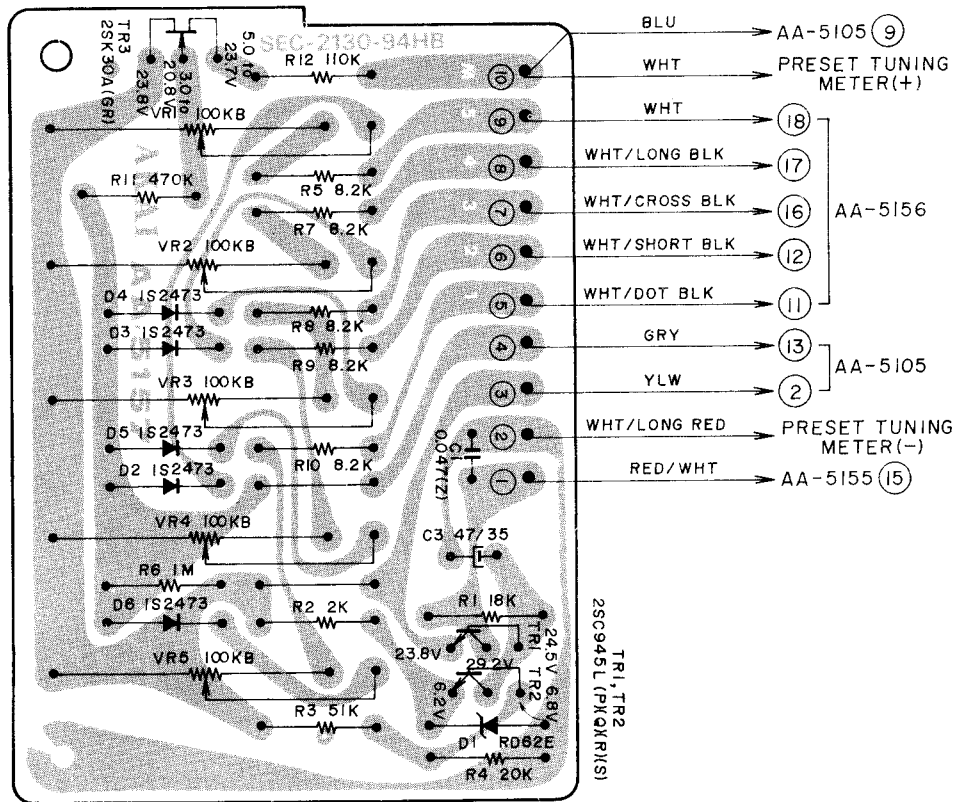 SEC-2130-94HB
TR3
2SK30A(GR)
23.8V
20.8V
3.0 to
23.7V
5.0 to
R12 110K
VR1 100KB
R11 470K
R5 8.2K
R7 8.2K
VR2 100KB
D4 1S2473
R8 8.2K
D3 1S2473
R9 8.2K
VR3 100KB
D5 1S2473
R10 8.2K
D2 1S2473
VR4 100KB
R6 1M
D6 1S2473
R2 2K
VR5 100KB
R3 51K
C1
0.047(Z)
C3 47/35
R1 18K
TR1
23.8V
24.5V
29.2V
TR2
6.2V
6.8V
D1 RD62E
R4 20K
TR1, TR2
2SC945L (P)(Q)(R)(S)
M
5
4
3
2
1
10
9
8
7
6
5
4
3
2
1
BLU AA-5105 9
WHT PRESET TUNING
METER(+)
WHT 18
WHT/LONG BLK 17
WHT/CROSS BLK 16
AA-5156
WHT/SHORT BLK 12
WHT/DOT BLK 11
GRY 13
AA-5105
YLW 2
WHT/LONG RED PRESET TUNING
METER(-)
RED/WHT AA-5155 15